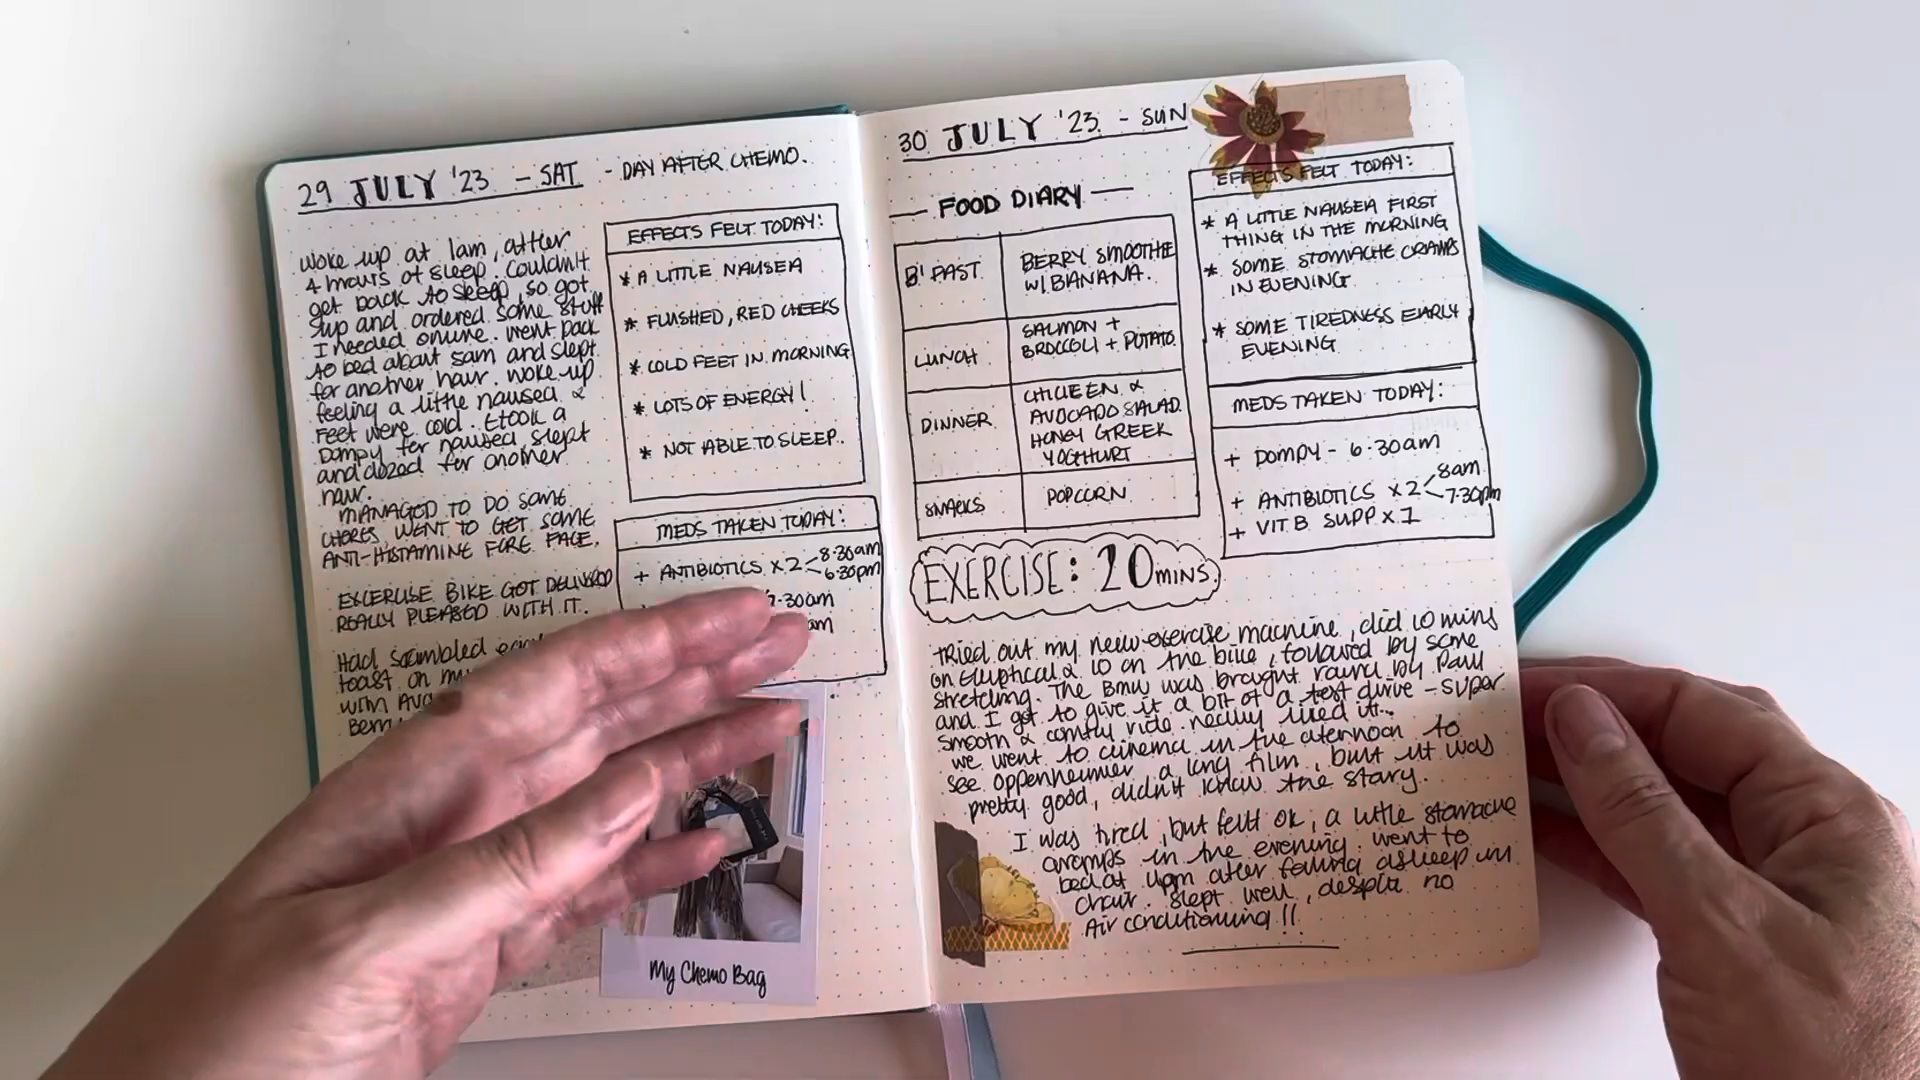 29 JULY '23 - SAT - DAY AFTER CHEMO.
Woke up at 1am, after
4 hours of sleep. Couldn't
get back to sleep, so got
up and ordered some stuff
I needed online. Went back
to bed about 5am and slept
for another hour. Woke up
feeling a little nausea &
Feet were cold. took a
Dompy for nausea, slept
and dozed for another
hour.
MANAGED TO DO SOME
CHORES, WENT TO GET SOME
ANTI-HISTAMINE FORE FACE.
EXCERCISE BIKE GOT DELIVERED
REALLY PLEASED WITH IT.
Had scrambled
toast on
with
EFFECTS FELT TODAY:
* A LITTLE NAUSEA
* FLUSHED, RED CHEEKS
* COLD FEET IN MORNING
* LOTS OF ENERGY!
* NOT ABLE TO SLEEP.
MEDS TAKEN TODAY:
+ ANTIBIOTICS x2 < 8.30am
6.30pm
.30am
am
My Chemo Bag
30 JULY '23 - SUN
— FOOD DIARY —
B'FAST
BERRY SMOOTHIE
W/ BANANA.
LUNCH
SALMON +
BROCCOLI + POTATO
DINNER
CHICKEN &
AVOCADO SALAD.
HONEY GREEK
YOGHURT
SNACKS
POPCORN
EFFECTS FELT TODAY:
* A LITTLE NAUSEA FIRST
THING IN THE MORNING
* SOME STOMACHE CRAMPS
IN EVENING
* SOME TIREDNESS EARLY
EVENING
MEDS TAKEN TODAY:
+ DOMPY - 6.30am
+ ANTIBIOTICS x2 < 8am
7.30pm
+ VIT B SUPP x 1
EXERCISE: 20 MINS.
Tried out my new exercise machine, did 10 mins
on Elliptical & 10 on the bike, followed by some
stretching. The BMW was brought round by Paul
and I got to give it a bit of a test drive - super
smooth & comfy ride. really liked it..
we went to cinema in the afternoon to
see Oppenheimer, a long film, but it was
pretty good, didn't know the story.
I was tired, but felt ok, a little stomache
cramps in the evening. went to
bed at after falling asleep in
chair. Slept well, despite no
Air conditioning!!